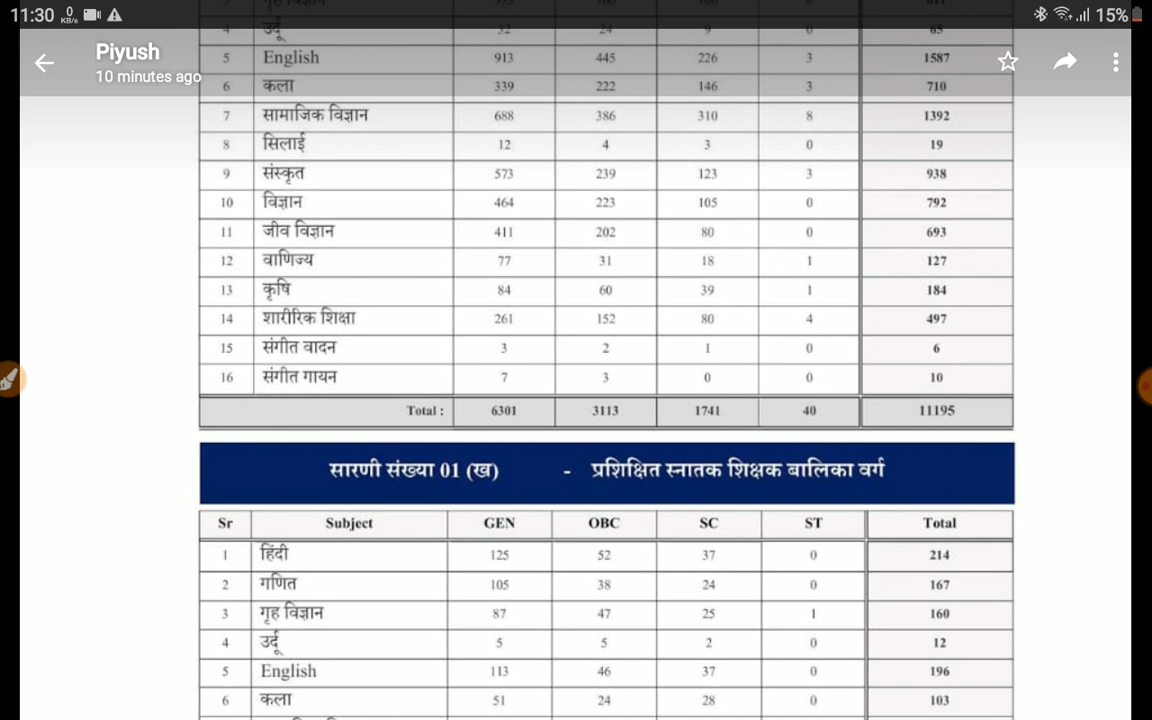 11:30 0 KB/s 15%
Piyush
10 minutes ago
4 उर्दू 32 24 9 0 65
5 English 913 445 226 3 1587
6 कला 339 222 146 3 710
7 सामाजिक विज्ञान 688 386 310 8 1392
8 सिलाई 12 4 3 0 19
9 संस्कृत 573 239 123 3 938
10 विज्ञान 464 223 105 0 792
11 जीव विज्ञान 411 202 80 0 693
12 वाणिज्य 77 31 18 1 127
13 कृषि 84 60 39 1 184
14 शारीरिक शिक्षा 261 152 80 4 497
15 संगीत वादन 3 2 1 0 6
16 संगीत गायन 7 3 0 0 10
Total : 6301 3113 1741 40 11195
सारणी संख्या 01 (ख) - प्रशिक्षित स्नातक शिक्षक बालिका वर्ग
Sr Subject GEN OBC SC ST Total
1 हिंदी 125 52 37 0 214
2 गणित 105 38 24 0 167
3 गृह विज्ञान 87 47 25 1 160
4 उर्दू 5 5 2 0 12
5 English 113 46 37 0 196
6 कला 51 24 28 0 103